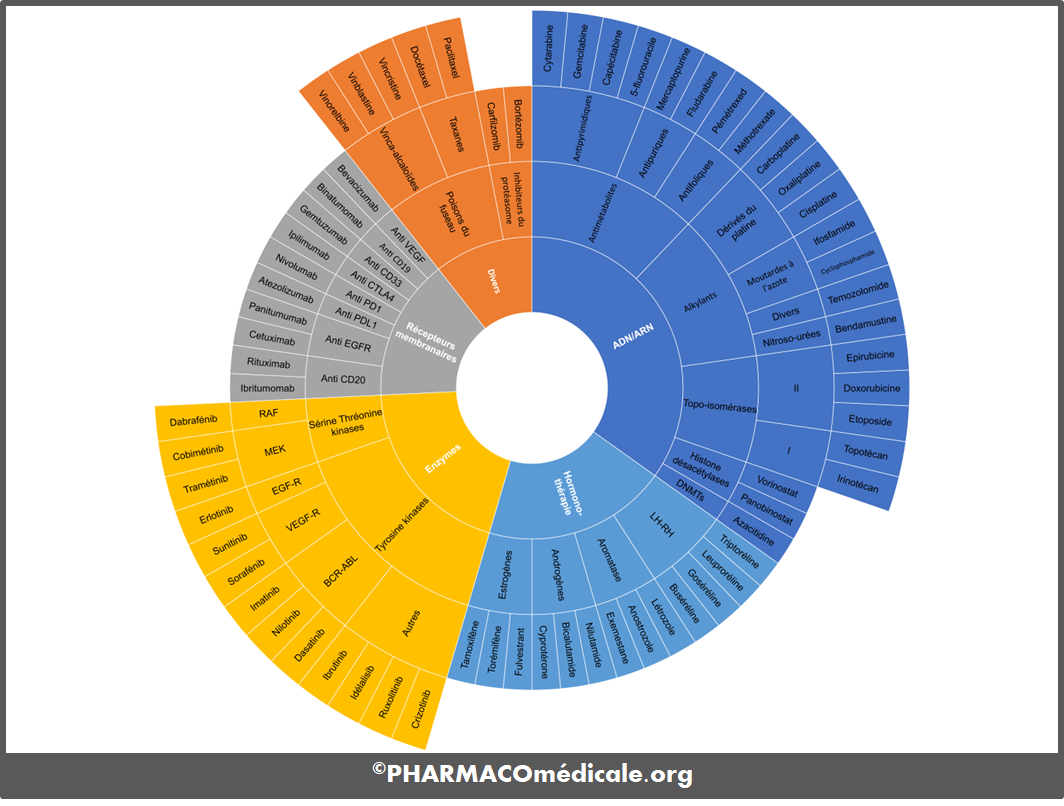 ADN/ARN
Antimétabolites
Antipyrimidiques
Cytarabine
Gemcitabine
Capécitabine
5-fluorouracile
Antipuriques
Mercaptopurine
Fludarabine
Antifoliques
Pémétrexed
Méthotrexate
Alkylants
Dérivés du
platine
Carboplatine
Oxaliplatine
Cisplatine
Moutardes à
l'azote
Ifosfamide
Cyclophosphamide
Divers
Temozolomide
Nitroso-urées
Bendamustine
Topo-isomérases
II
Epirubicine
Doxorubicine
Etoposide
I
Topotécan
Irinotécan
Histone
désacétylases
Vorinostat
Panobinostat
DNMTs
Azacitidine
Hormono-
thérapie
LH-RH
Triptoréline
Leuproréline
Goséréline
Buséréline
Aromatase
Létrozole
Anostrozole
Exemestane
Androgènes
Nilutamide
Bicalutamide
Cyprotérone
Estrogènes
Fulvestrant
Torémifène
Tamoxifène
Enzymes
Tyrosine kinases
Autres
Crizotinib
Ruxolitinib
Idélalisib
Ibrutinib
BCR-ABL
Dasatinib
Nilotinib
Imatinib
VEGF-R
Sorafénib
Sunitinib
EGF-R
Erlotinib
Sérine Thréonine
kinases
MEK
Tramétinib
Cobimétinib
RAF
Dabrafénib
Récepteurs
membranaires
Anti CD20
Ibritumomab
Rituximab
Anti EGFR
Cetuximab
Panitumumab
Anti PDL1
Atezolizumab
Anti PD1
Nivolumab
Anti CTLA4
Ipilimumab
Anti CD33
Gemtuzumab
Anti CD19
Binatumomab
Anti VEGF
Bevacizumab
Divers
Poisons du
fuseau
Vinca-alcaloïdes
Vinorelbine
Vinblastine
Vincristine
Taxanes
Docétaxel
Paclitaxel
Inhibiteurs du
protéasome
Carfilzomib
Bortézomib
©PHARMACOmédicale.org